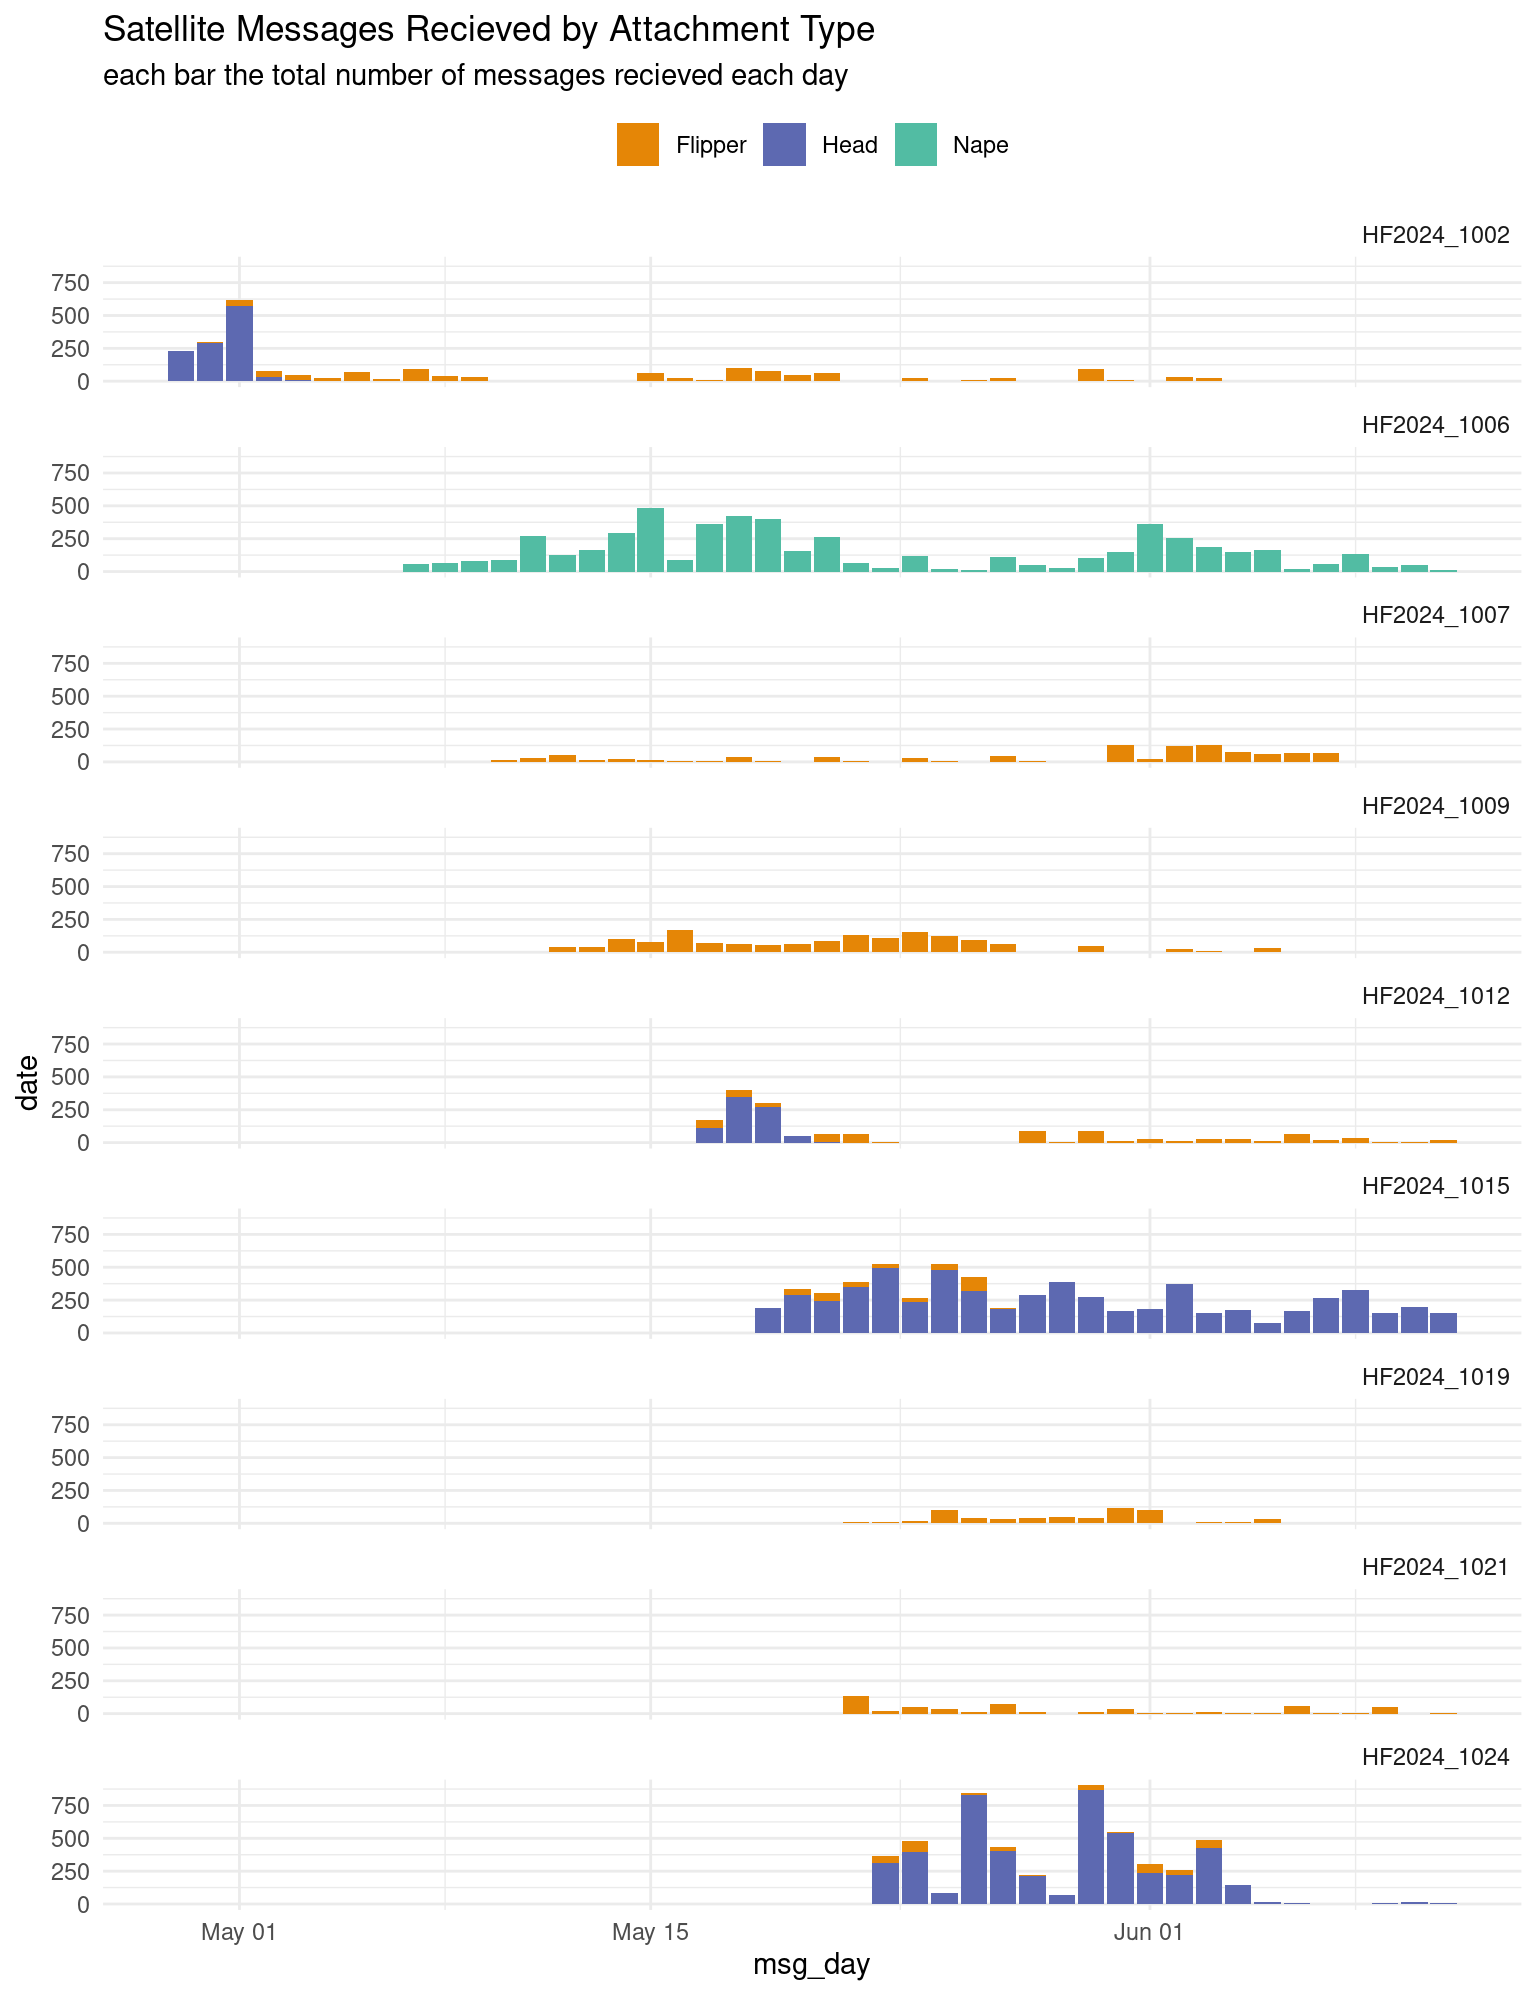 Satellite Messages Recieved by Attachment Type
each bar the total number of messages recieved each day
Flipper Head Nape
HF2024_1002
750
500
250
0
HF2024_1006
750
500
250
0
HF2024_1007
750
500
250
0
HF2024_1009
750
500
250
0
HF2024_1012
750
500
250
0
date
HF2024_1015
750
500
250
0
HF2024_1019
750
500
250
0
HF2024_1021
750
500
250
0
HF2024_1024
750
500
250
0
May 01 May 15 Jun 01
msg_day